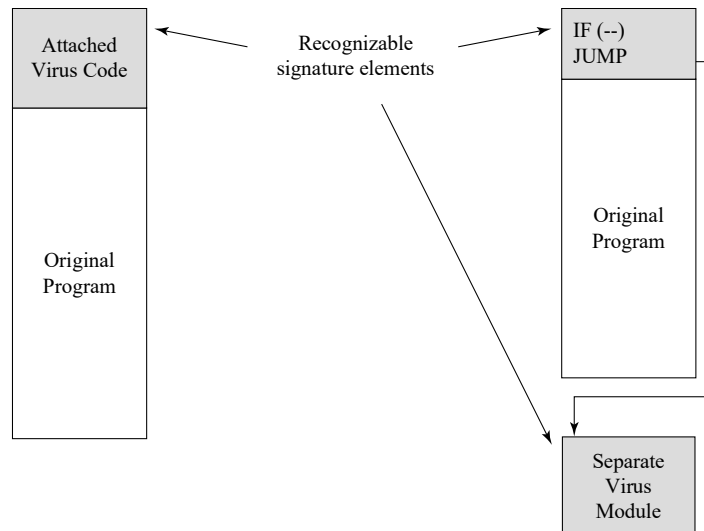 Attached
Virus Code
Original
Program
Recognizable
signature elements
IF (--)
JUMP
Original
Program
Separate
Virus
Module